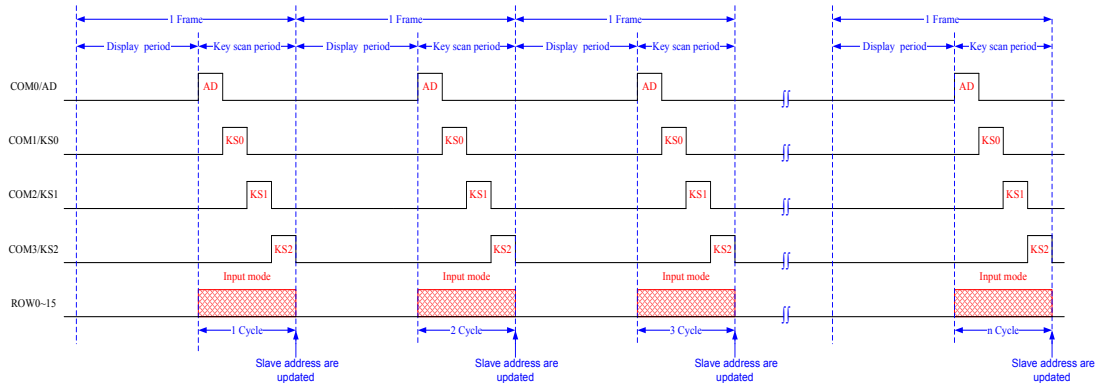 1 Frame 1 Frame 1 Frame 1 Frame
Display period Key scan period Display period Key scan period Display period Key scan period Display period Key scan period
COM0/AD AD AD AD AD
COM1/KS0 KS0 KS0 KS0 KS0
COM2/KS1 KS1 KS1 KS1 KS1
COM3/KS2 KS2 KS2 KS2 KS2
Input mode Input mode Input mode Input mode
ROW0~15
1 Cycle 2 Cycle 3 Cycle n Cycle
Slave address are Slave address are Slave address are Slave address are
updated updated updated updated